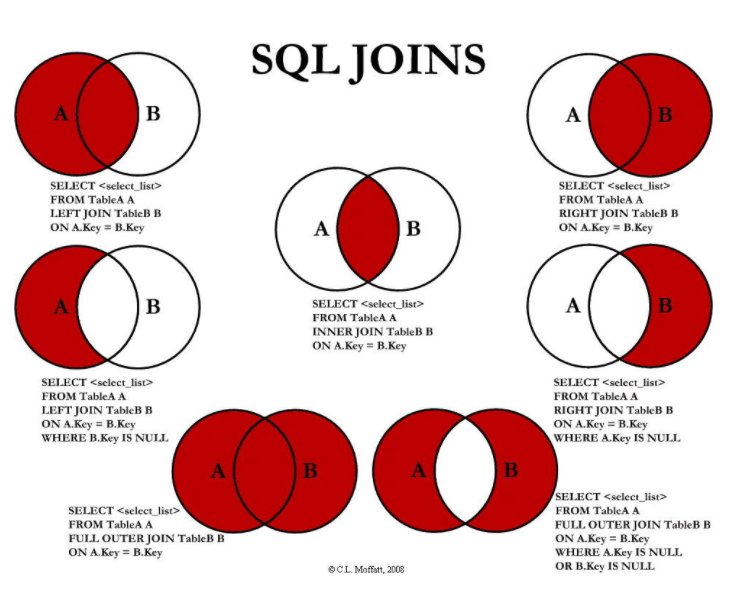 SQL JOINS
A B
SELECT <select_list>
FROM TableA A
LEFT JOIN TableB B
ON A.Key = B.Key
A B
SELECT <select_list>
FROM TableA A
RIGHT JOIN TableB B
ON A.Key = B.Key
A B
SELECT <select_list>
FROM TableA A
INNER JOIN TableB B
ON A.Key = B.Key
A B
SELECT <select_list>
FROM TableA A
LEFT JOIN TableB B
ON A.Key = B.Key
WHERE B.Key IS NULL
A B
SELECT <select_list>
FROM TableA A
RIGHT JOIN TableB B
ON A.Key = B.Key
WHERE A.Key IS NULL
A B
SELECT <select_list>
FROM TableA A
FULL OUTER JOIN TableB B
ON A.Key = B.Key
A B
SELECT <select_list>
FROM TableA A
FULL OUTER JOIN TableB B
ON A.Key = B.Key
WHERE A.Key IS NULL
OR B.Key IS NULL
© C.L. Moffatt, 2008